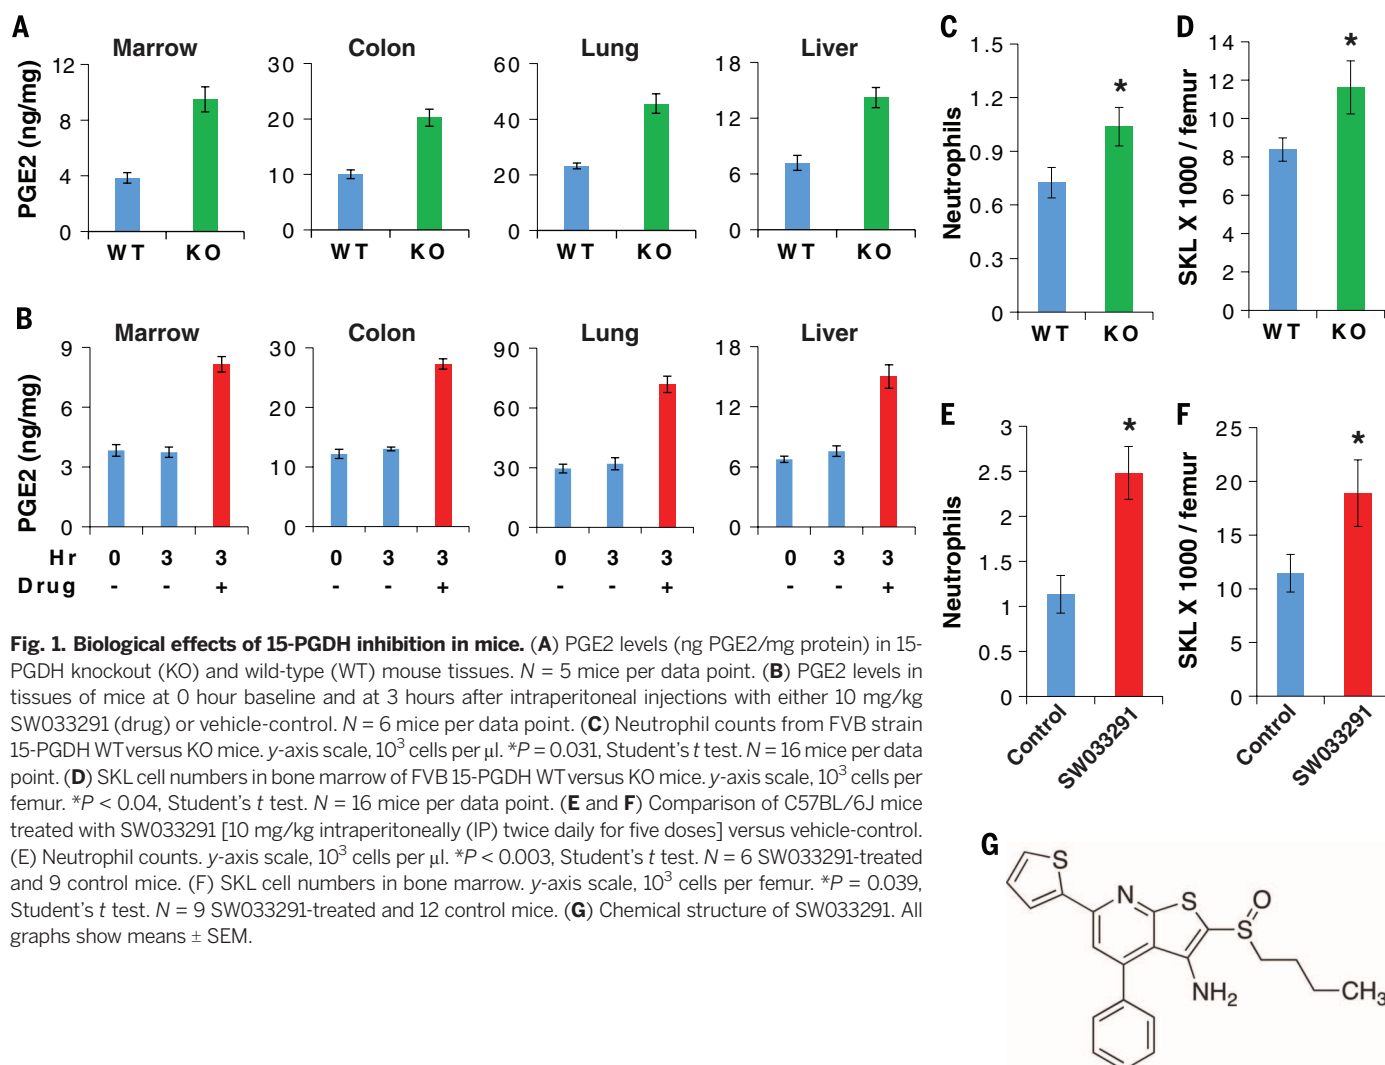 A
Marrow
Colon
Lung
Liver
PGE2 (ng/mg)
12
8
4
0
WT KO
30
20
10
0
WT KO
60
40
20
0
WT KO
18
12
6
0
WT KO
B
Marrow
Colon
Lung
Liver
PGE2 (ng/mg)
9
6
3
0
30
20
10
0
90
60
30
0
18
12
6
0
Hr 0 3 3 0 3 3 0 3 3 0 3 3
Drug - - + - - + - - + - - +
C
Neutrophils
1.5
1.2
0.9
0.6
0.3
0
*
WT KO
D
SKL X 1000 / femur
14
12
10
8
6
4
2
0
*
WT KO
E
Neutrophils
3
2.5
2
1.5
1
0.5
0
*
Control
SW033291
F
SKL X 1000 / femur
25
20
15
10
5
0
*
Control
SW033291
Fig. 1. Biological effects of 15-PGDH inhibition in mice. (A) PGE2 levels (ng PGE2/mg protein) in 15-
PGDH knockout (KO) and wild-type (WT) mouse tissues. N = 5 mice per data point. (B) PGE2 levels in
tissues of mice at 0 hour baseline and at 3 hours after intraperitoneal injections with either 10 mg/kg
SW033291 (drug) or vehicle-control. N = 6 mice per data point. (C) Neutrophil counts from FVB strain
15-PGDH WT versus KO mice. y-axis scale, 10³ cells per μl. *P = 0.031, Student's t test. N = 16 mice per data
point. (D) SKL cell numbers in bone marrow of FVB 15-PGDH WT versus KO mice. y-axis scale, 10³ cells per
femur. *P < 0.04, Student's t test. N = 16 mice per data point. (E and F) Comparison of C57BL/6J mice
treated with SW033291 [10 mg/kg intraperitoneally (IP) twice daily for five doses] versus vehicle-control.
(E) Neutrophil counts. y-axis scale, 10³ cells per μl. *P < 0.003, Student's t test. N = 6 SW033291-treated
and 9 control mice. (F) SKL cell numbers in bone marrow. y-axis scale, 10³ cells per femur. *P = 0.039,
Student's t test. N = 9 SW033291-treated and 12 control mice. (G) Chemical structure of SW033291. All
graphs show means ± SEM.
G
S
N
S
S
O
NH₂
CH₃